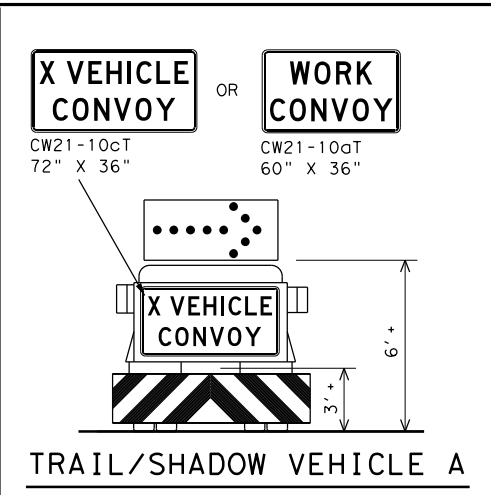 X VEHICLE
CONVOY
OR
WORK
CONVOY
CW21-10cT
72" X 36"
CW21-10aT
60" X 36"
X VEHICLE
CONVOY
6' +
3' +
TRAIL/SHADOW VEHICLE A